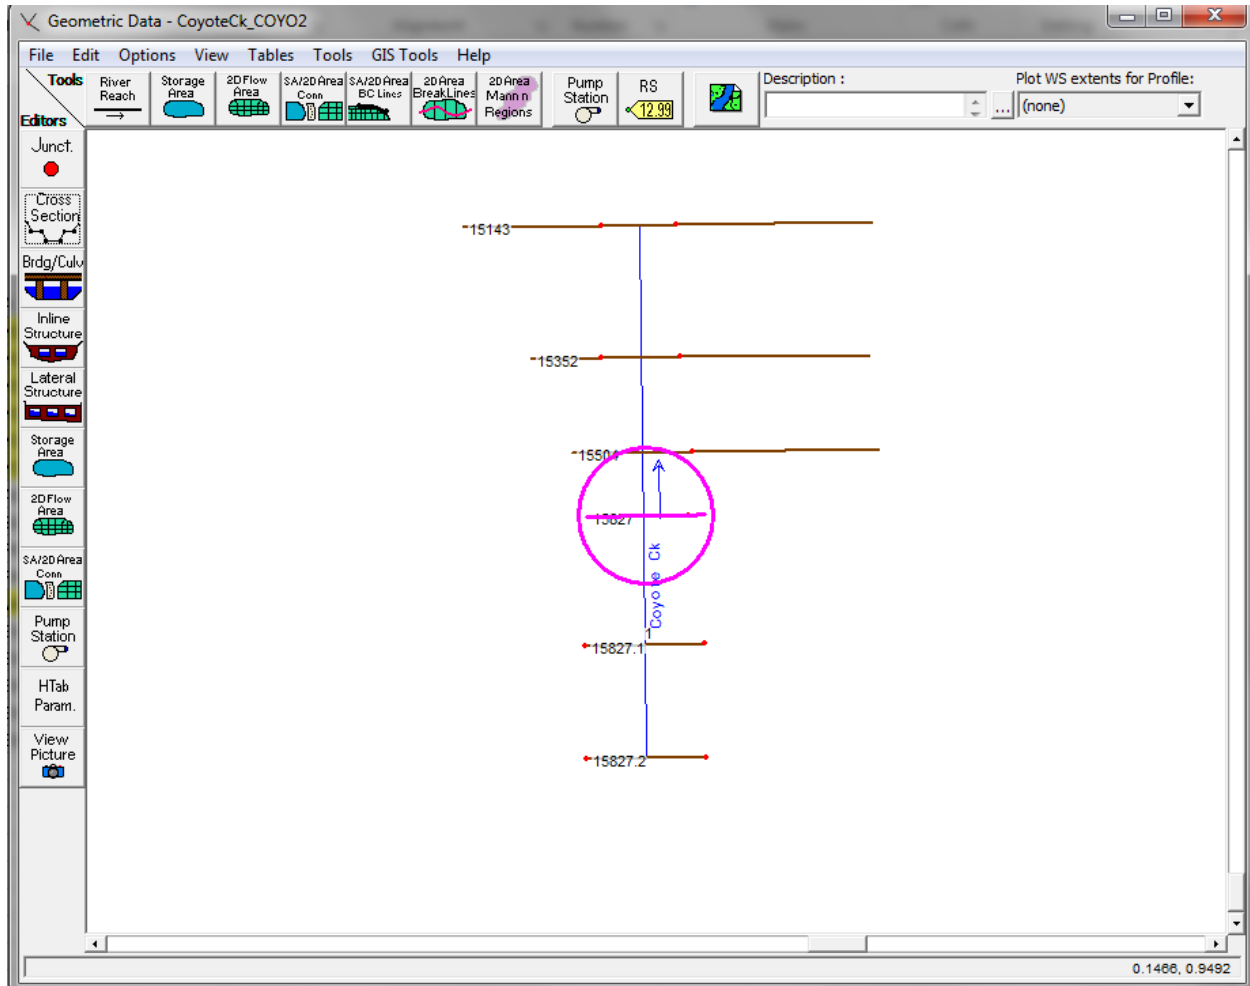 Geometric Data - CoyoteCk_COYO2
File Edit Options View Tables Tools GIS Tools Help
Tools
Editors
River
Reach
Storage
Area
2D Flow
Area
SA/2D Area
Conn
SA/2D Area
BC Lines
2D Area
BreakLines
2D Area
Mann n
Regions
Pump
Station
RS
12.99
Description :
...
Plot WS extents for Profile:
(none)
Junct.
Cross
Section
Brdg/Culv
Inline
Structure
Lateral
Structure
Storage
Area
2D Flow
Area
SA/2D Area
Conn
Pump
Station
HTab
Param.
View
Picture
15143
15352
15504
15827
Coyote Ck
1
15827.1
15827.2
0.1466, 0.9492